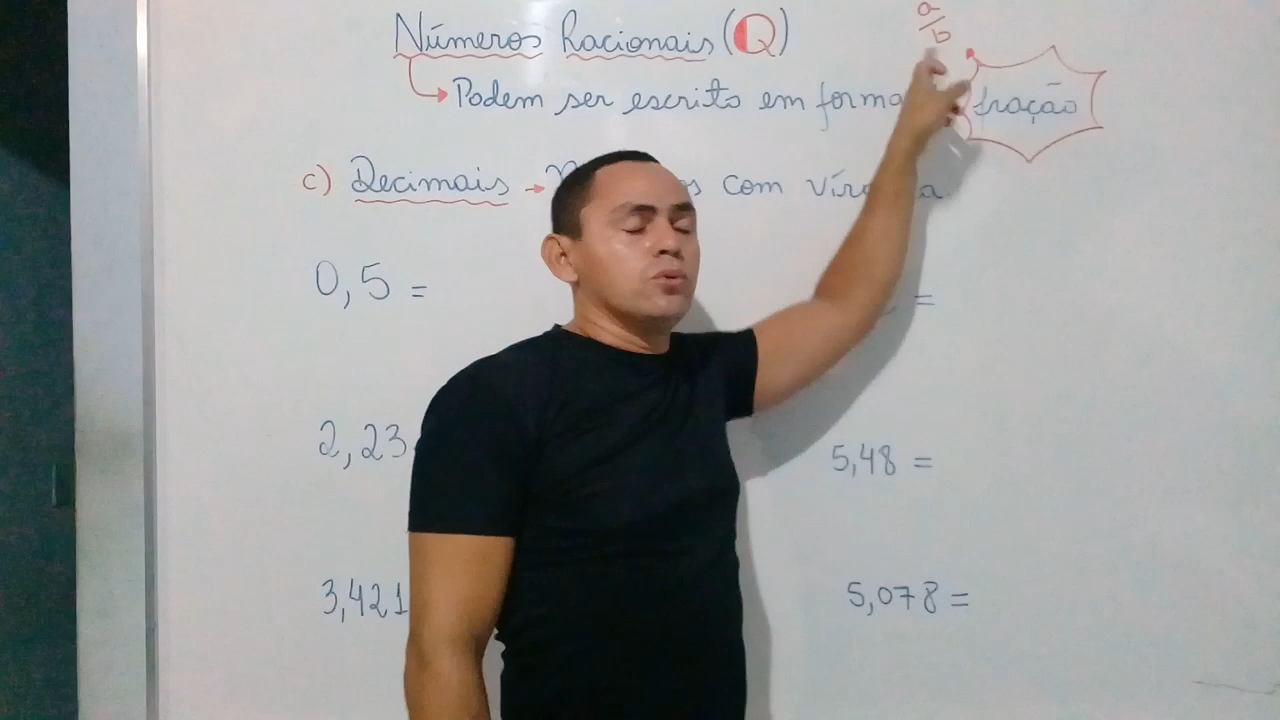 Números Racionais (Q)
a/b
Podem ser escrito em forma fração
c) Decimais → com
0,5 =
=
2,23
5,48 =
3,421
5,078 =